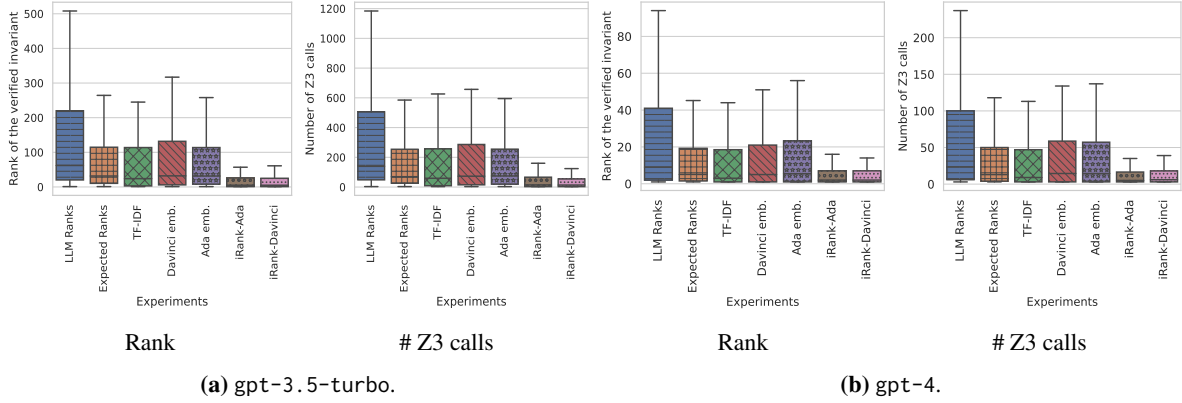 Rank of the verified invariant
500
400
300
200
100
0
LLM Ranks
Expected Ranks
TF-IDF
Davinci emb.
Ada emb.
iRank-Ada
iRank-Davinci
Experiments
Rank
Number of Z3 calls
1200
1000
800
600
400
200
0
LLM Ranks
Expected Ranks
TF-IDF
Davinci emb.
Ada emb.
iRank-Ada
iRank-Davinci
Experiments
# Z3 calls
(a) gpt-3.5-turbo.
Rank of the verified invariant
80
60
40
20
0
LLM Ranks
Expected Ranks
TF-IDF
Davinci emb.
Ada emb.
iRank-Ada
iRank-Davinci
Experiments
Rank
Number of Z3 calls
200
150
100
50
0
LLM Ranks
Expected Ranks
TF-IDF
Davinci emb.
Ada emb.
iRank-Ada
iRank-Davinci
Experiments
# Z3 calls
(b) gpt-4.